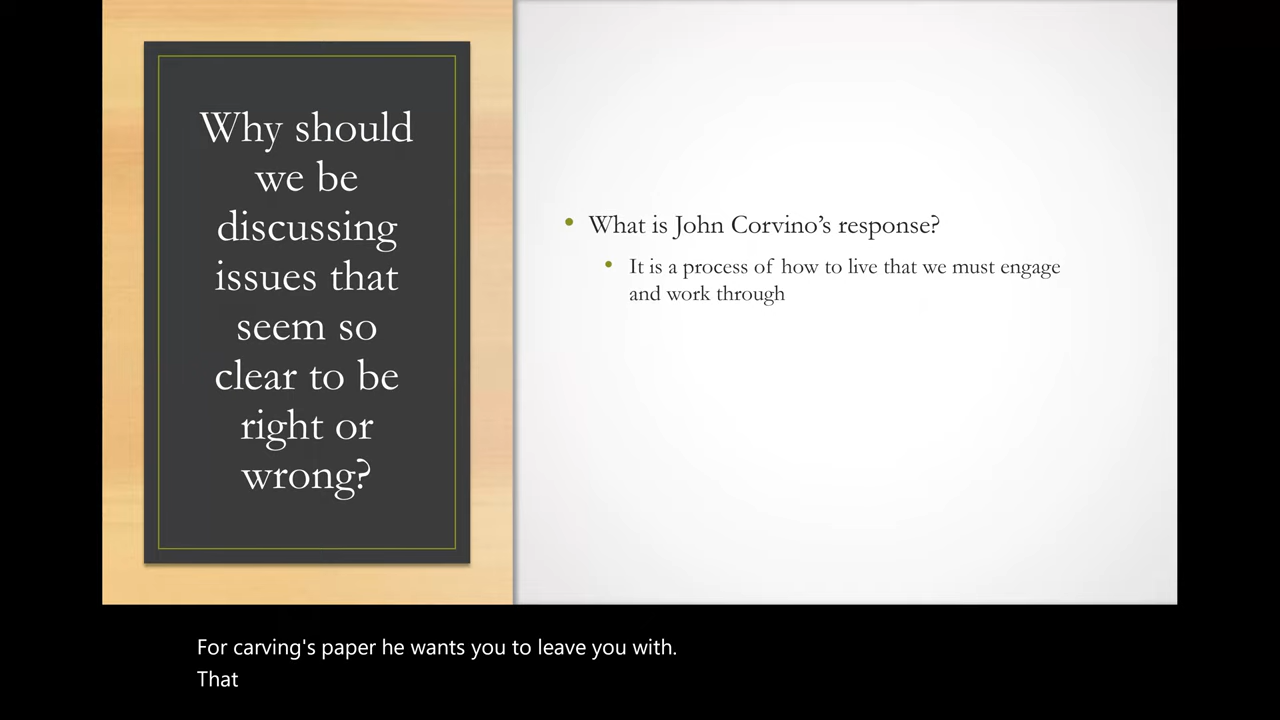 Why should
we be
discussing
issues that
seem so
clear to be
right or
wrong?
• What is John Corvino’s response?
• It is a process of how to live that we must engage
and work through
For carving's paper he wants you to leave you with.
That